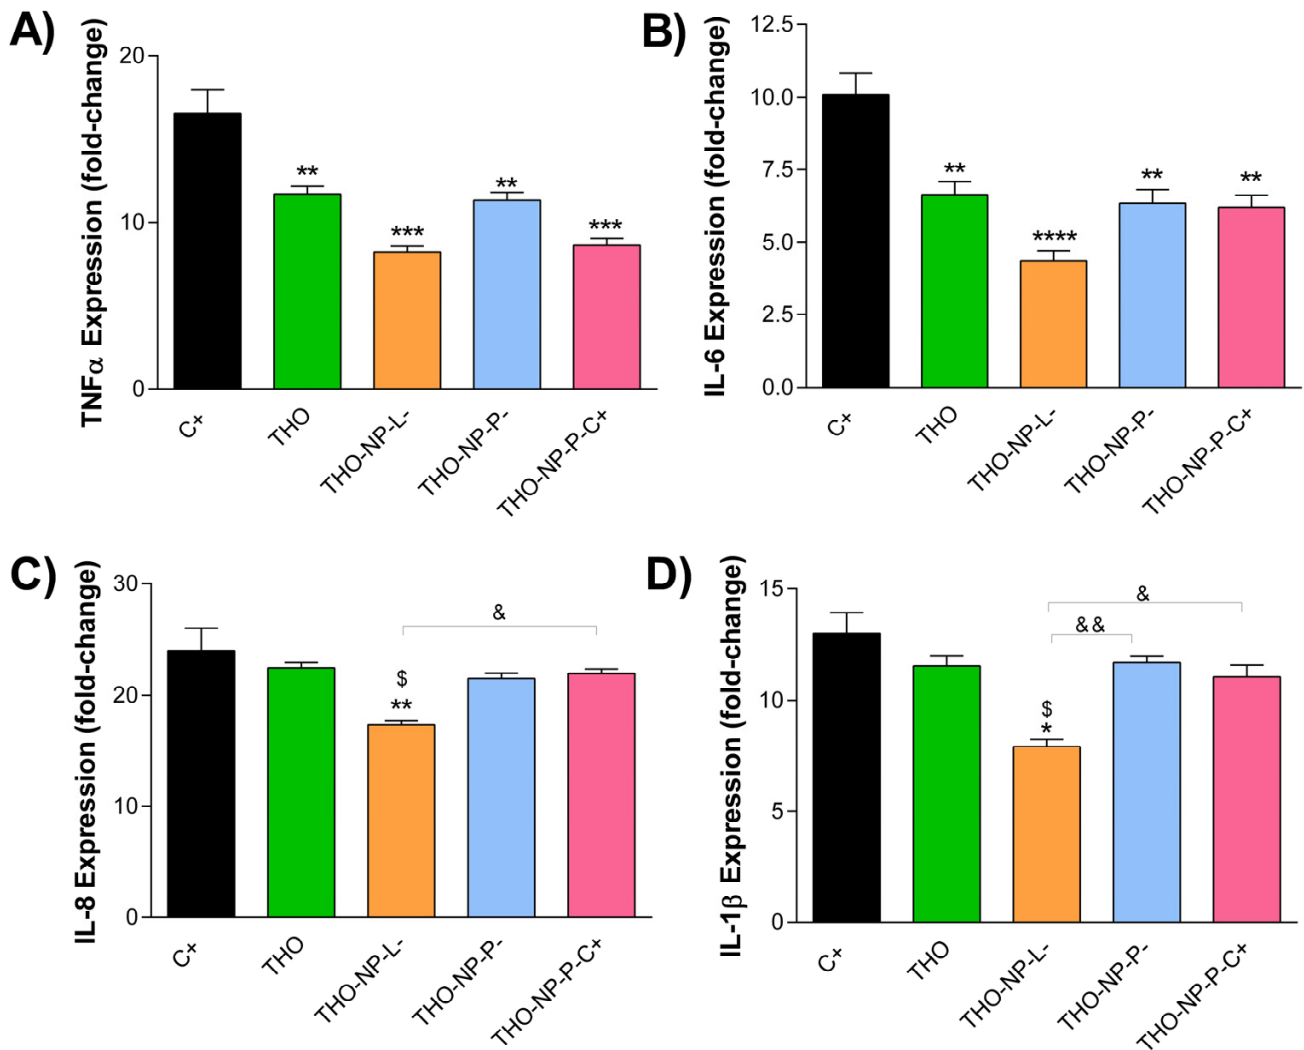 A)
TNFα Expression (fold-change)
20
10
0
**
***
**
***
C+
THO
THO-NP-L-
THO-NP-P-
THO-NP-P-C+
B)
IL-6 Expression (fold-change)
12.5
10.0
7.5
5.0
2.5
0.0
**
****
**
**
C+
THO
THO-NP-L-
THO-NP-P-
THO-NP-P-C+
C)
IL-8 Expression (fold-change)
30
20
10
0
&
$
**
C+
THO
THO-NP-L-
THO-NP-P-
THO-NP-P-C+
D)
IL-1β Expression (fold-change)
15
10
5
0
&
&&
$
*
C+
THO
THO-NP-L-
THO-NP-P-
THO-NP-P-C+